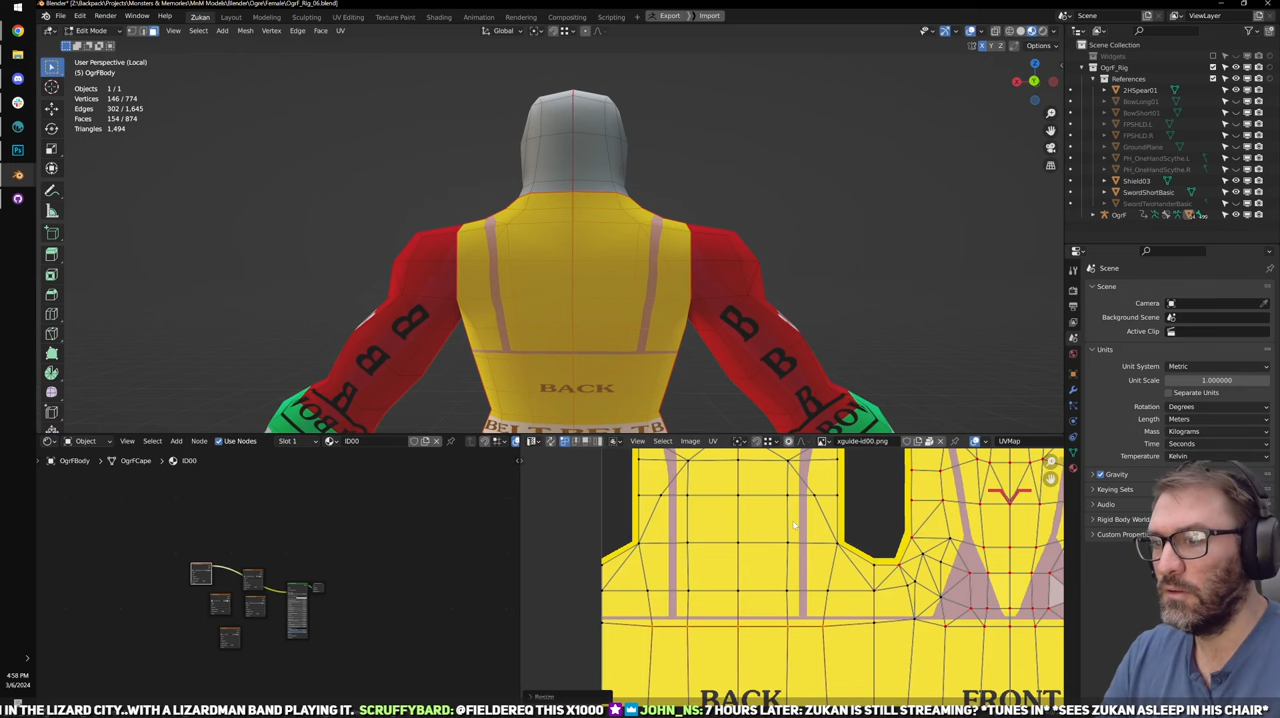 Blender* [Z:\Backpack\Projects\Monsters & Memories\MnM Models\Blender\Ogre\Female\OgrF_Rig_06.blend]
File Edit Render Window Help Zukan Layout Modeling Sculpting UV Editing Texture Paint Shading Animation Rendering Compositing Scripting + Export Import Scene ViewLayer
Edit Mode View Select Add Mesh Vertex Edge Face UV Global
X Y Z Options
User Perspective (Local)
(5) OgrFBody
Objects 1 / 1
Vertices 146 / 774
Edges 302 / 1,645
Faces 154 / 874
Triangles 1,494
Scene Collection
Widgets
OgrF_Rig
References
2HSpear01
BowLong01
BowShort01
FPSHLD.L
FPSHLD.R
GroundPlane
PH_OneHandScythe.L
PH_OneHandScythe.R
Shield03
SwordShortBasic
SwordTwoHanderBasic
OgrF
Scene
Scene
Camera
Background Scene
Active Clip
Units
Unit System Metric
Unit Scale 1.000000
Separate Units
Rotation Degrees
Length Meters
Mass Kilograms
Time Seconds
Temperature Kelvin
Gravity
Keying Sets
Audio
Rigid Body World
Custom Properties
BACK
BELT BELT B
Object View Select Add Node Use Nodes Slot 1 ID00
View Select Image UV xguide-id00.png UVMap
OgrFBody > OgrFCape > ID00
BACK FRONT
Resize
4:58 PM
3/6/2024
IN THE LIZARD CITY..WITH A LIZARDMAN BAND PLAYING IT. SCRUFFYBARD: @FIELDEREQ THIS X1000 JOHN_NS: 7 HOURS LATER: ZUKAN IS STILL STREAMING? *TUNES IN* *SEES ZUKAN ASLEEP IN HIS CHAIR*